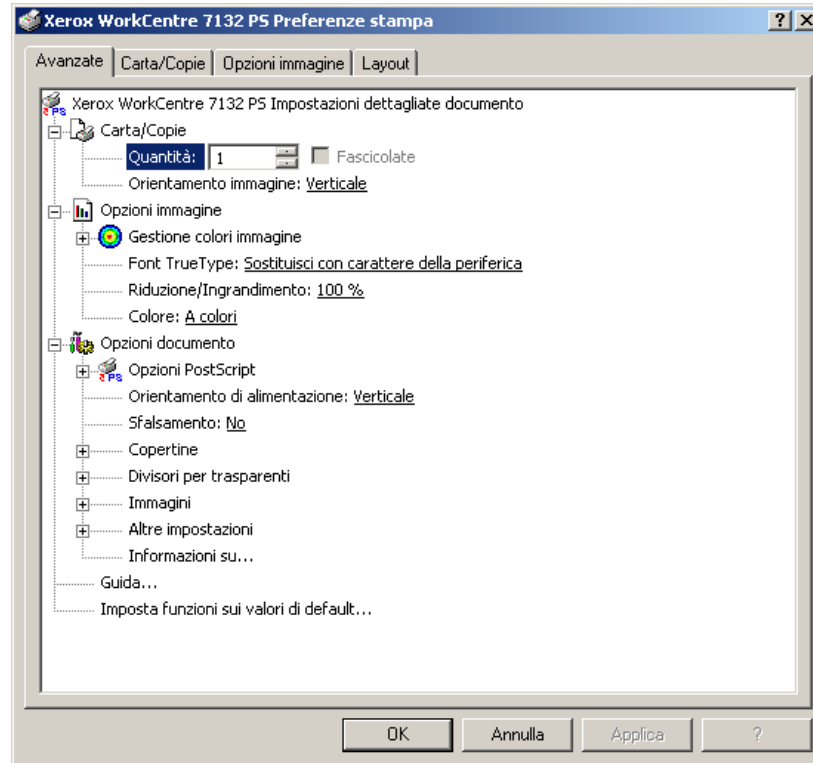 Xerox WorkCentre 7132 PS Preferenze stampa
Avanzate Carta/Copie Opzioni immagine Layout
PS Xerox WorkCentre 7132 PS Impostazioni dettagliate documento
Carta/Copie
Quantità: 1 Fascicolate
Orientamento immagine: Verticale
Opzioni immagine
Gestione colori immagine
Font TrueType: Sostituisci con carattere della periferica
Riduzione/Ingrandimento: 100 %
Colore: A colori
Opzioni documento
PS Opzioni PostScript
Orientamento di alimentazione: Verticale
Sfalsamento: No
Copertine
Divisori per trasparenti
Immagini
Altre impostazioni
Informazioni su...
Guida...
Imposta funzioni sui valori di default...
OK Annulla Applica ?